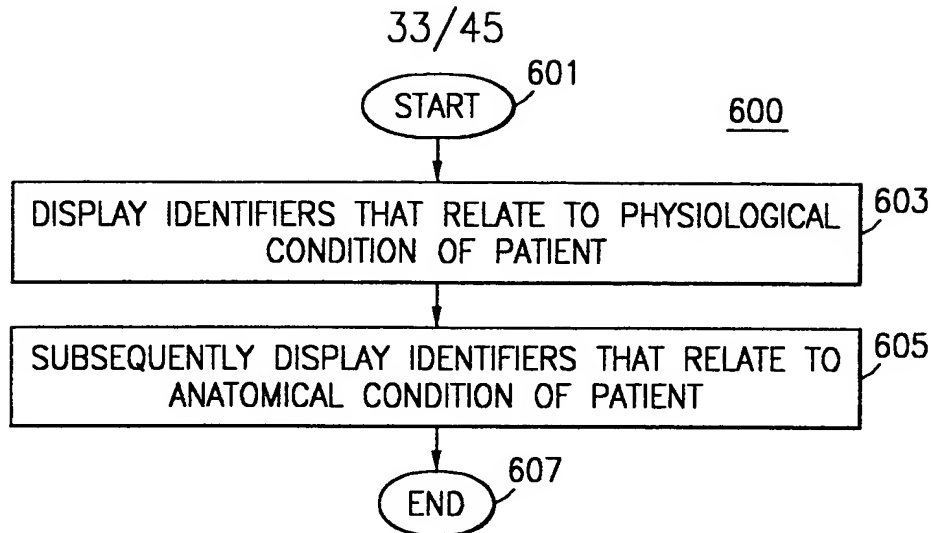 33/45
START
601
600
DISPLAY IDENTIFIERS THAT RELATE TO PHYSIOLOGICAL
CONDITION OF PATIENT
603
SUBSEQUENTLY DISPLAY IDENTIFIERS THAT RELATE TO
ANATOMICAL CONDITION OF PATIENT
605
END
607